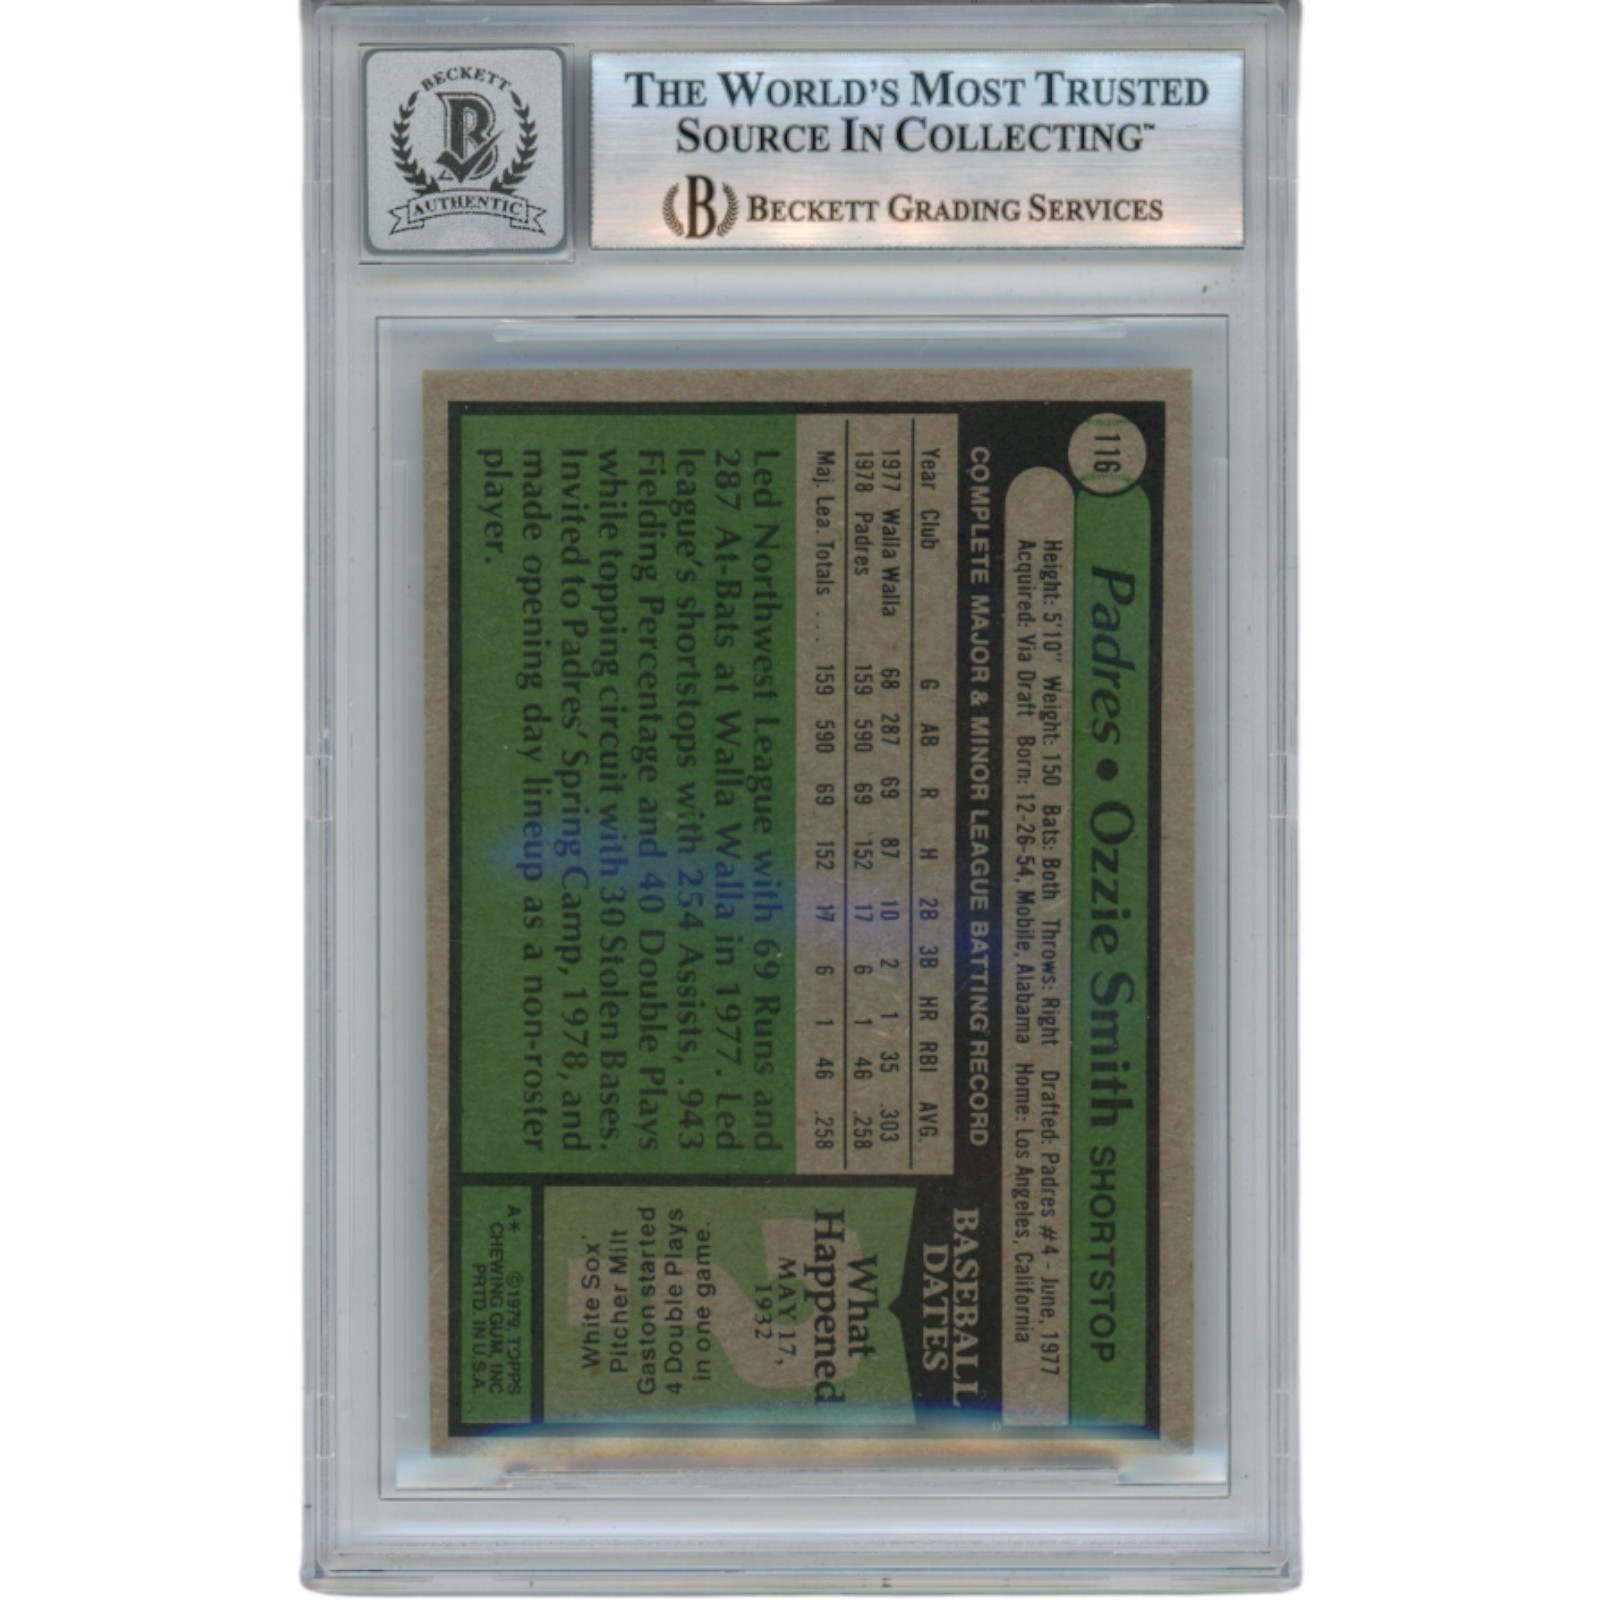 BECKETT
B
AUTHENTIC
THE WORLD'S MOST TRUSTED
SOURCE IN COLLECTING™
B BECKETT GRADING SERVICES
116
Padres • Ozzie Smith SHORTSTOP
Height: 5'10" Weight: 150 Bats: Both Throws: Right Drafted: Padres #4 - June, 1977
Acquired: Via Draft Born: 12-26-54, Mobile, Alabama Home: Los Angeles, California
COMPLETE MAJOR & MINOR LEAGUE BATTING RECORD
Year Club G AB R H 2B 3B HR RBI AVG.
1977 Walla Walla 68 287 69 87 10 2 1 35 .303
1978 Padres 159 590 69 152 17 6 1 46 .258
Maj. Lea. Totals .... 159 590 69 152 17 6 1 46 .258
Led Northwest League with 69 Runs and
287 At-Bats at Walla Walla in 1977. Led
league's shortstops with 254 Assists, .943
Fielding Percentage and 40 Double Plays
while topping circuit with 30 Stolen Bases.
Invited to Padres' Spring Camp, 1978, and
made opening day lineup as a non-roster
player.
BASEBALL
DATES
What
Happened
MAY 17,
1932
?
in one game.
4 Double Plays
Gaston started
Pitcher Milt
White Sox'
A* ©1979, TOPPS
CHEWING GUM, INC
PRTD. IN U.S.A.